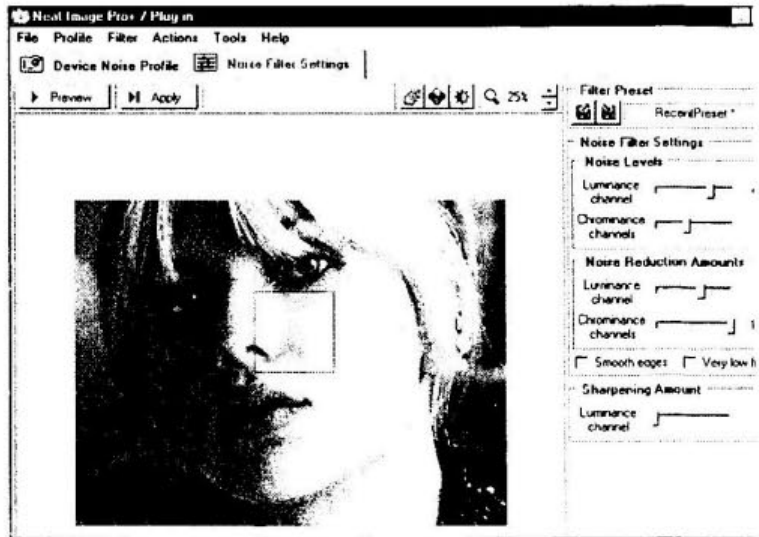 Neat Image Pro+ / Plug-in
File Profile Filter Actions Tools Help
Device Noise Profile Noise Filter Settings
Preview Apply 25%
Filter Preset
RecentPreset *
Noise Filter Settings
Noise Levels
Luminance channel
Chrominance channels
Noise Reduction Amounts
Luminance channel
Chrominance channels
Smooth edges Very low
Sharpening Amount
Luminance channel